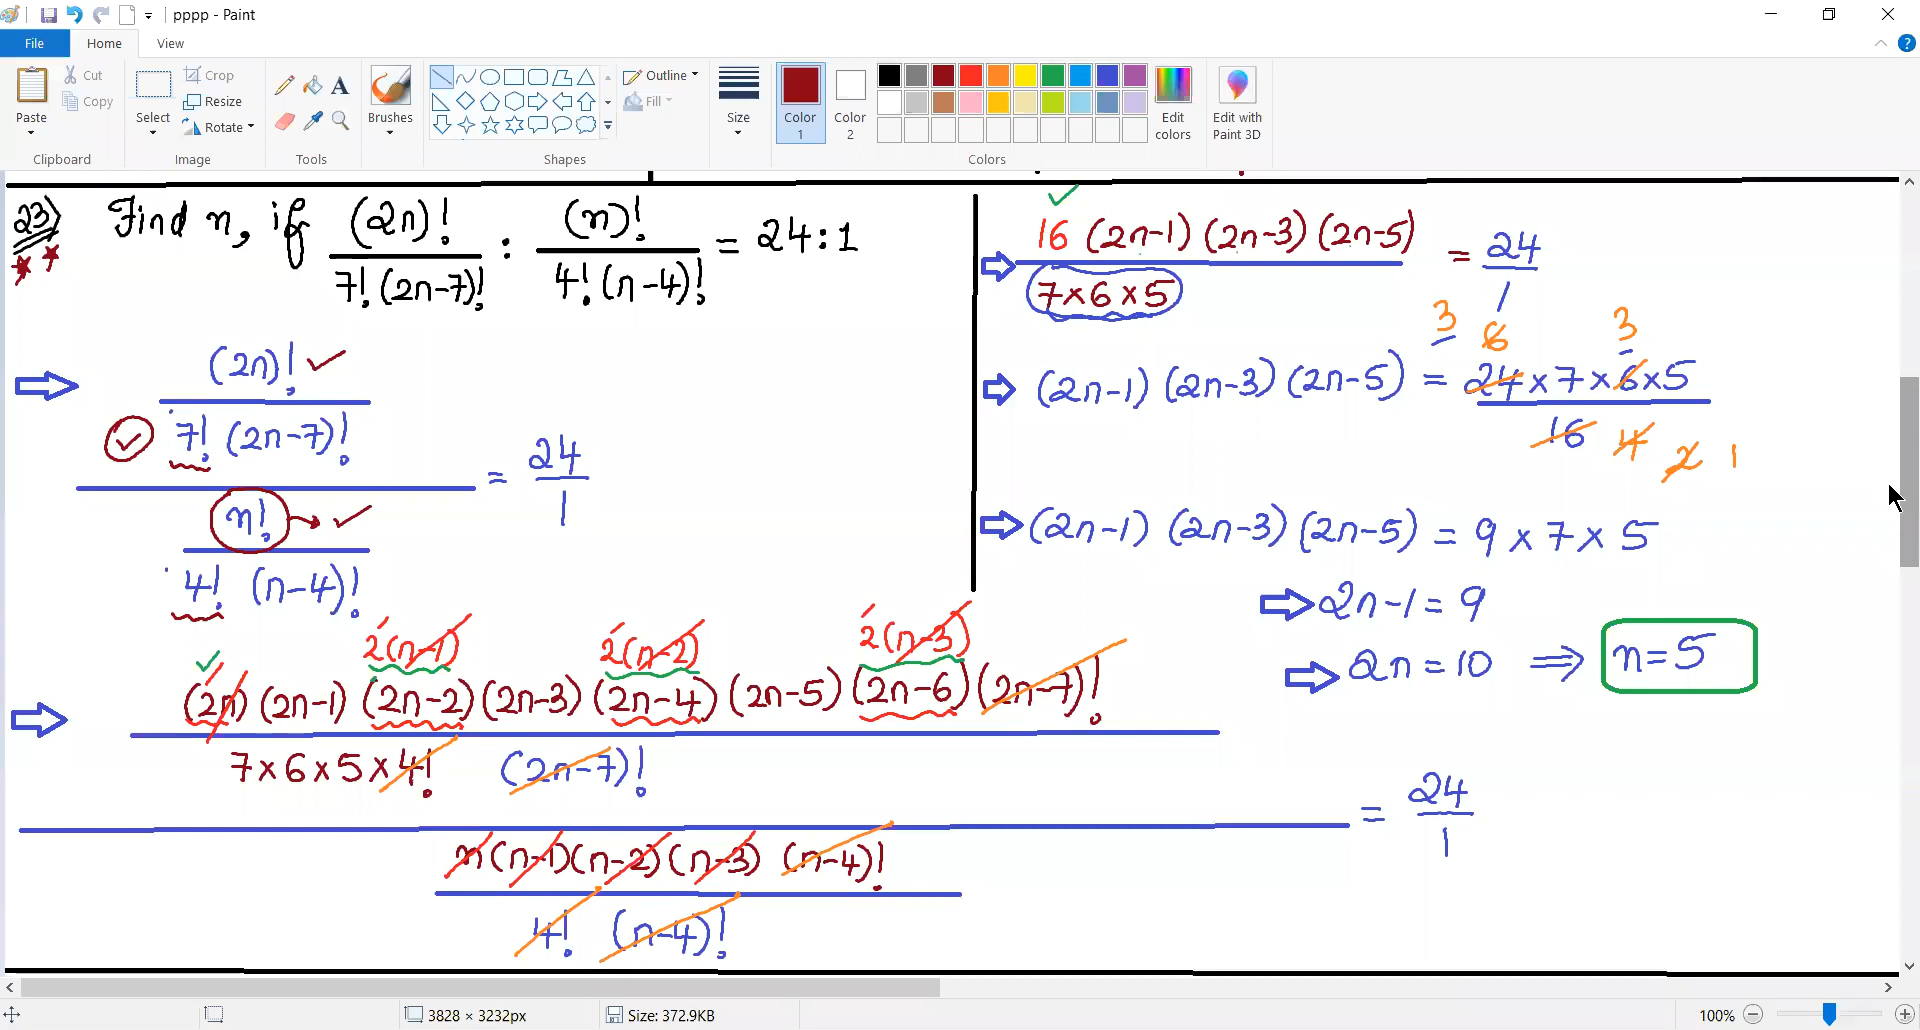 pppp - Paint
File Home View
Cut
Copy
Paste
Clipboard
Select
Crop
Resize
Rotate
Image
A
Tools
Brushes
Outline
Fill
Shapes
Size
Color 1
Color 2
Edit colors
Edit with Paint 3D
Colors
23) Find n, if (2n)! / 7!(2n-7)! : (n)! / 4!(n-4)! = 24:1
(2n)! ✓
✓ 7! (2n-7)!
n! → ✓
4! (n-4)!
= 24/1
2(n-1) 2(n-2) 2(n-3)
⇒ (2n)(2n-1)(2n-2)(2n-3)(2n-4)(2n-5)(2n-6)(2n-7)!
7×6×5×4! (2n-7)!
= 24/1
n(n-1)(n-2)(n-3)(n-4)!
4! (n-4)!
⇒ 16 (2n-1)(2n-3)(2n-5) / 7×6×5 = 24/1
3 6 3
⇒ (2n-1)(2n-3)(2n-5) = 24×7×6×5 / 16 4 2 1
⇒ (2n-1)(2n-3)(2n-5) = 9×7×5
⇒ 2n-1=9
⇒ 2n=10 ⇒ n=5
3828 × 3232px
Size: 372.9KB
100%